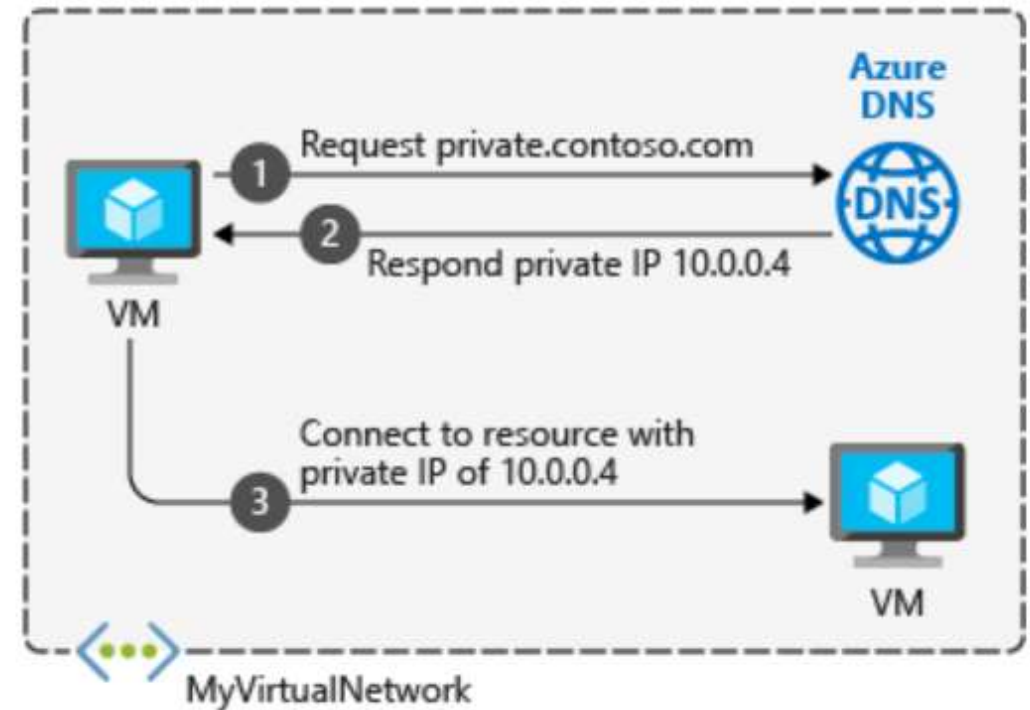 Azure
DNS
Request private.contoso.com
1
DNS
2
Respond private IP 10.0.0.4
VM
Connect to resource with
private IP of 10.0.0.4
3
VM
MyVirtualNetwork